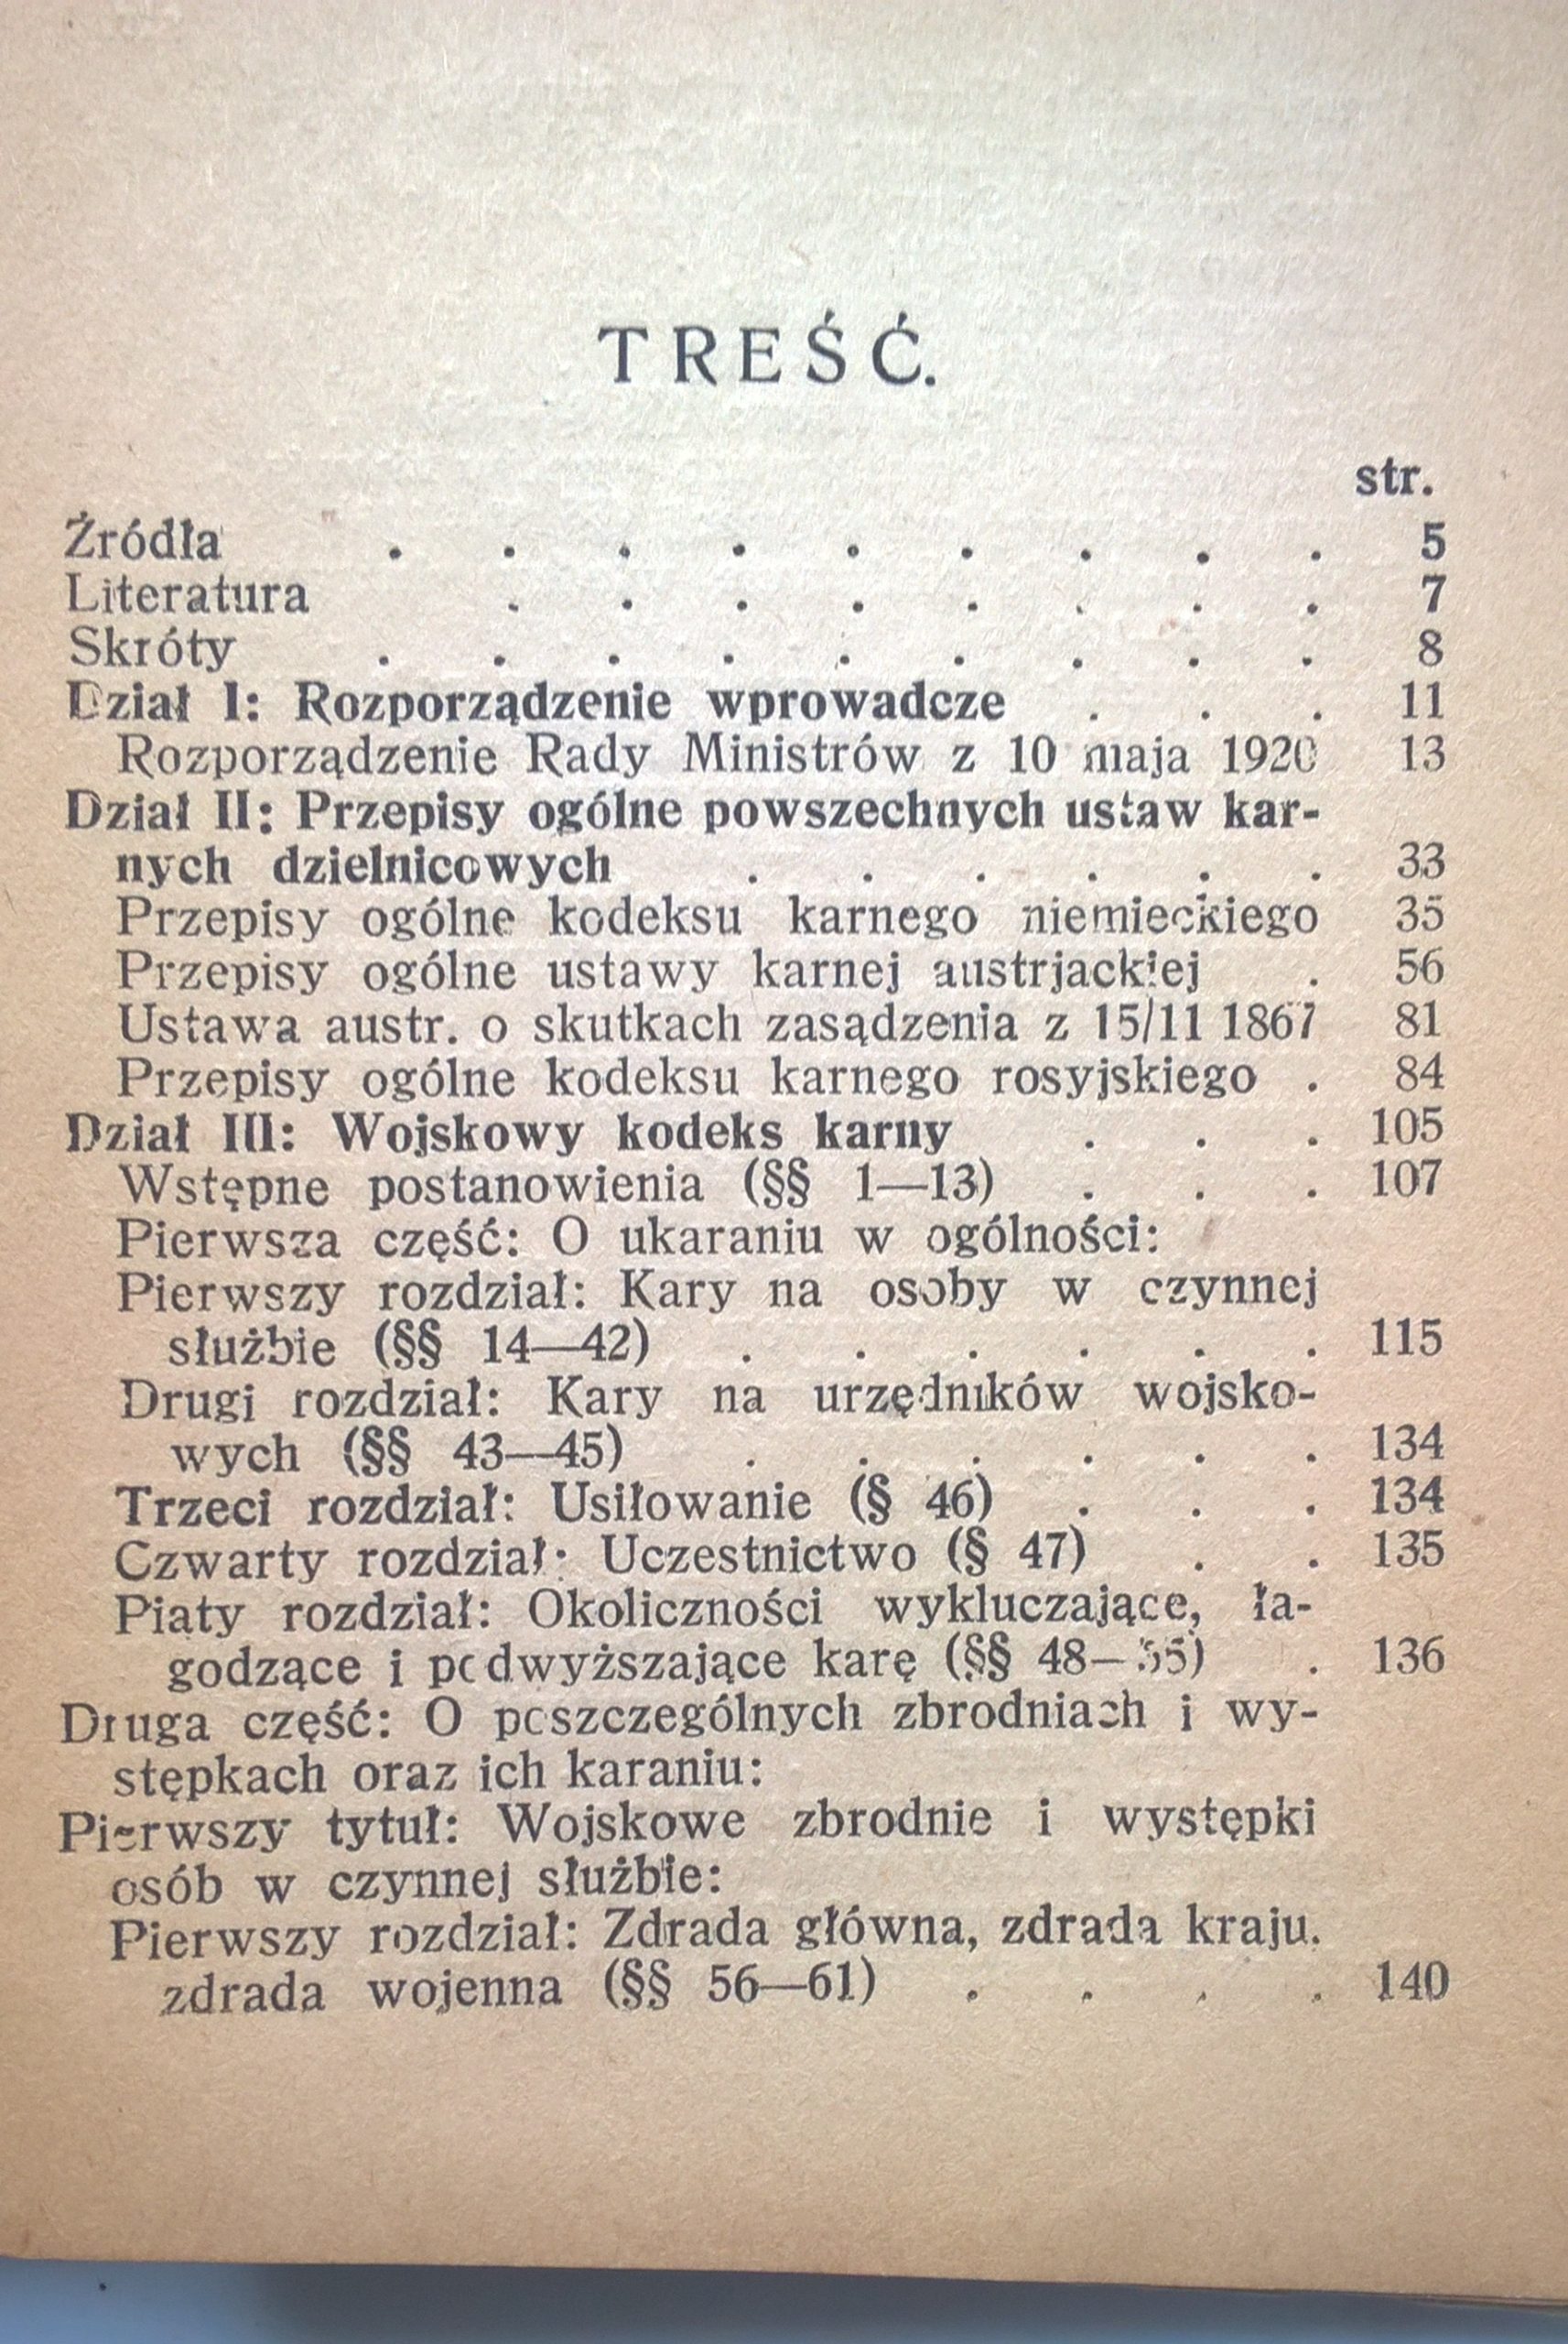 TREŚĆ.
str.
Źródła . . . . . . . . . 5
Literatura . . . . . . . . 7
Skróty . . . . . . . . . 8
Dział I: Rozporządzenie wprowadcze . . . 11
Rozporządzenie Rady Ministrów z 10 maja 1920 13
Dział II: Przepisy ogólne powszechnych ustaw kar-
nych dzielnicowych . . . . . . 33
Przepisy ogólne kodeksu karnego niemieckiego 35
Przepisy ogólne ustawy karnej austrjackiej . 56
Ustawa austr. o skutkach zasądzenia z 15/11 1867 81
Przepisy ogólne kodeksu karnego rosyjskiego . 84
Dział III: Wojskowy kodeks karny . . . 105
Wstępne postanowienia (§§ 1—13) . . . 107
Pierwsza część: O ukaraniu w ogólności:
Pierwszy rozdział: Kary na osoby w czynnej
służbie (§§ 14—42) . . . . . . 115
Drugi rozdział: Kary na urzędników wojsko-
wych (§§ 43—45) . . . . . . 134
Trzeci rozdział: Usiłowanie (§ 46) . . . 134
Czwarty rozdział: Uczestnictwo (§ 47) . . 135
Piąty rozdział: Okoliczności wykluczające, ła-
godzące i podwyższające karę (§§ 48—55) . 136
Druga część: O poszczególnych zbrodniach i wy-
stępkach oraz ich karaniu:
Pierwszy tytuł: Wojskowe zbrodnie i występki
osób w czynnej służbie:
Pierwszy rozdział: Zdrada główna, zdrada kraju,
zdrada wojenna (§§ 56—61) . . . . 140